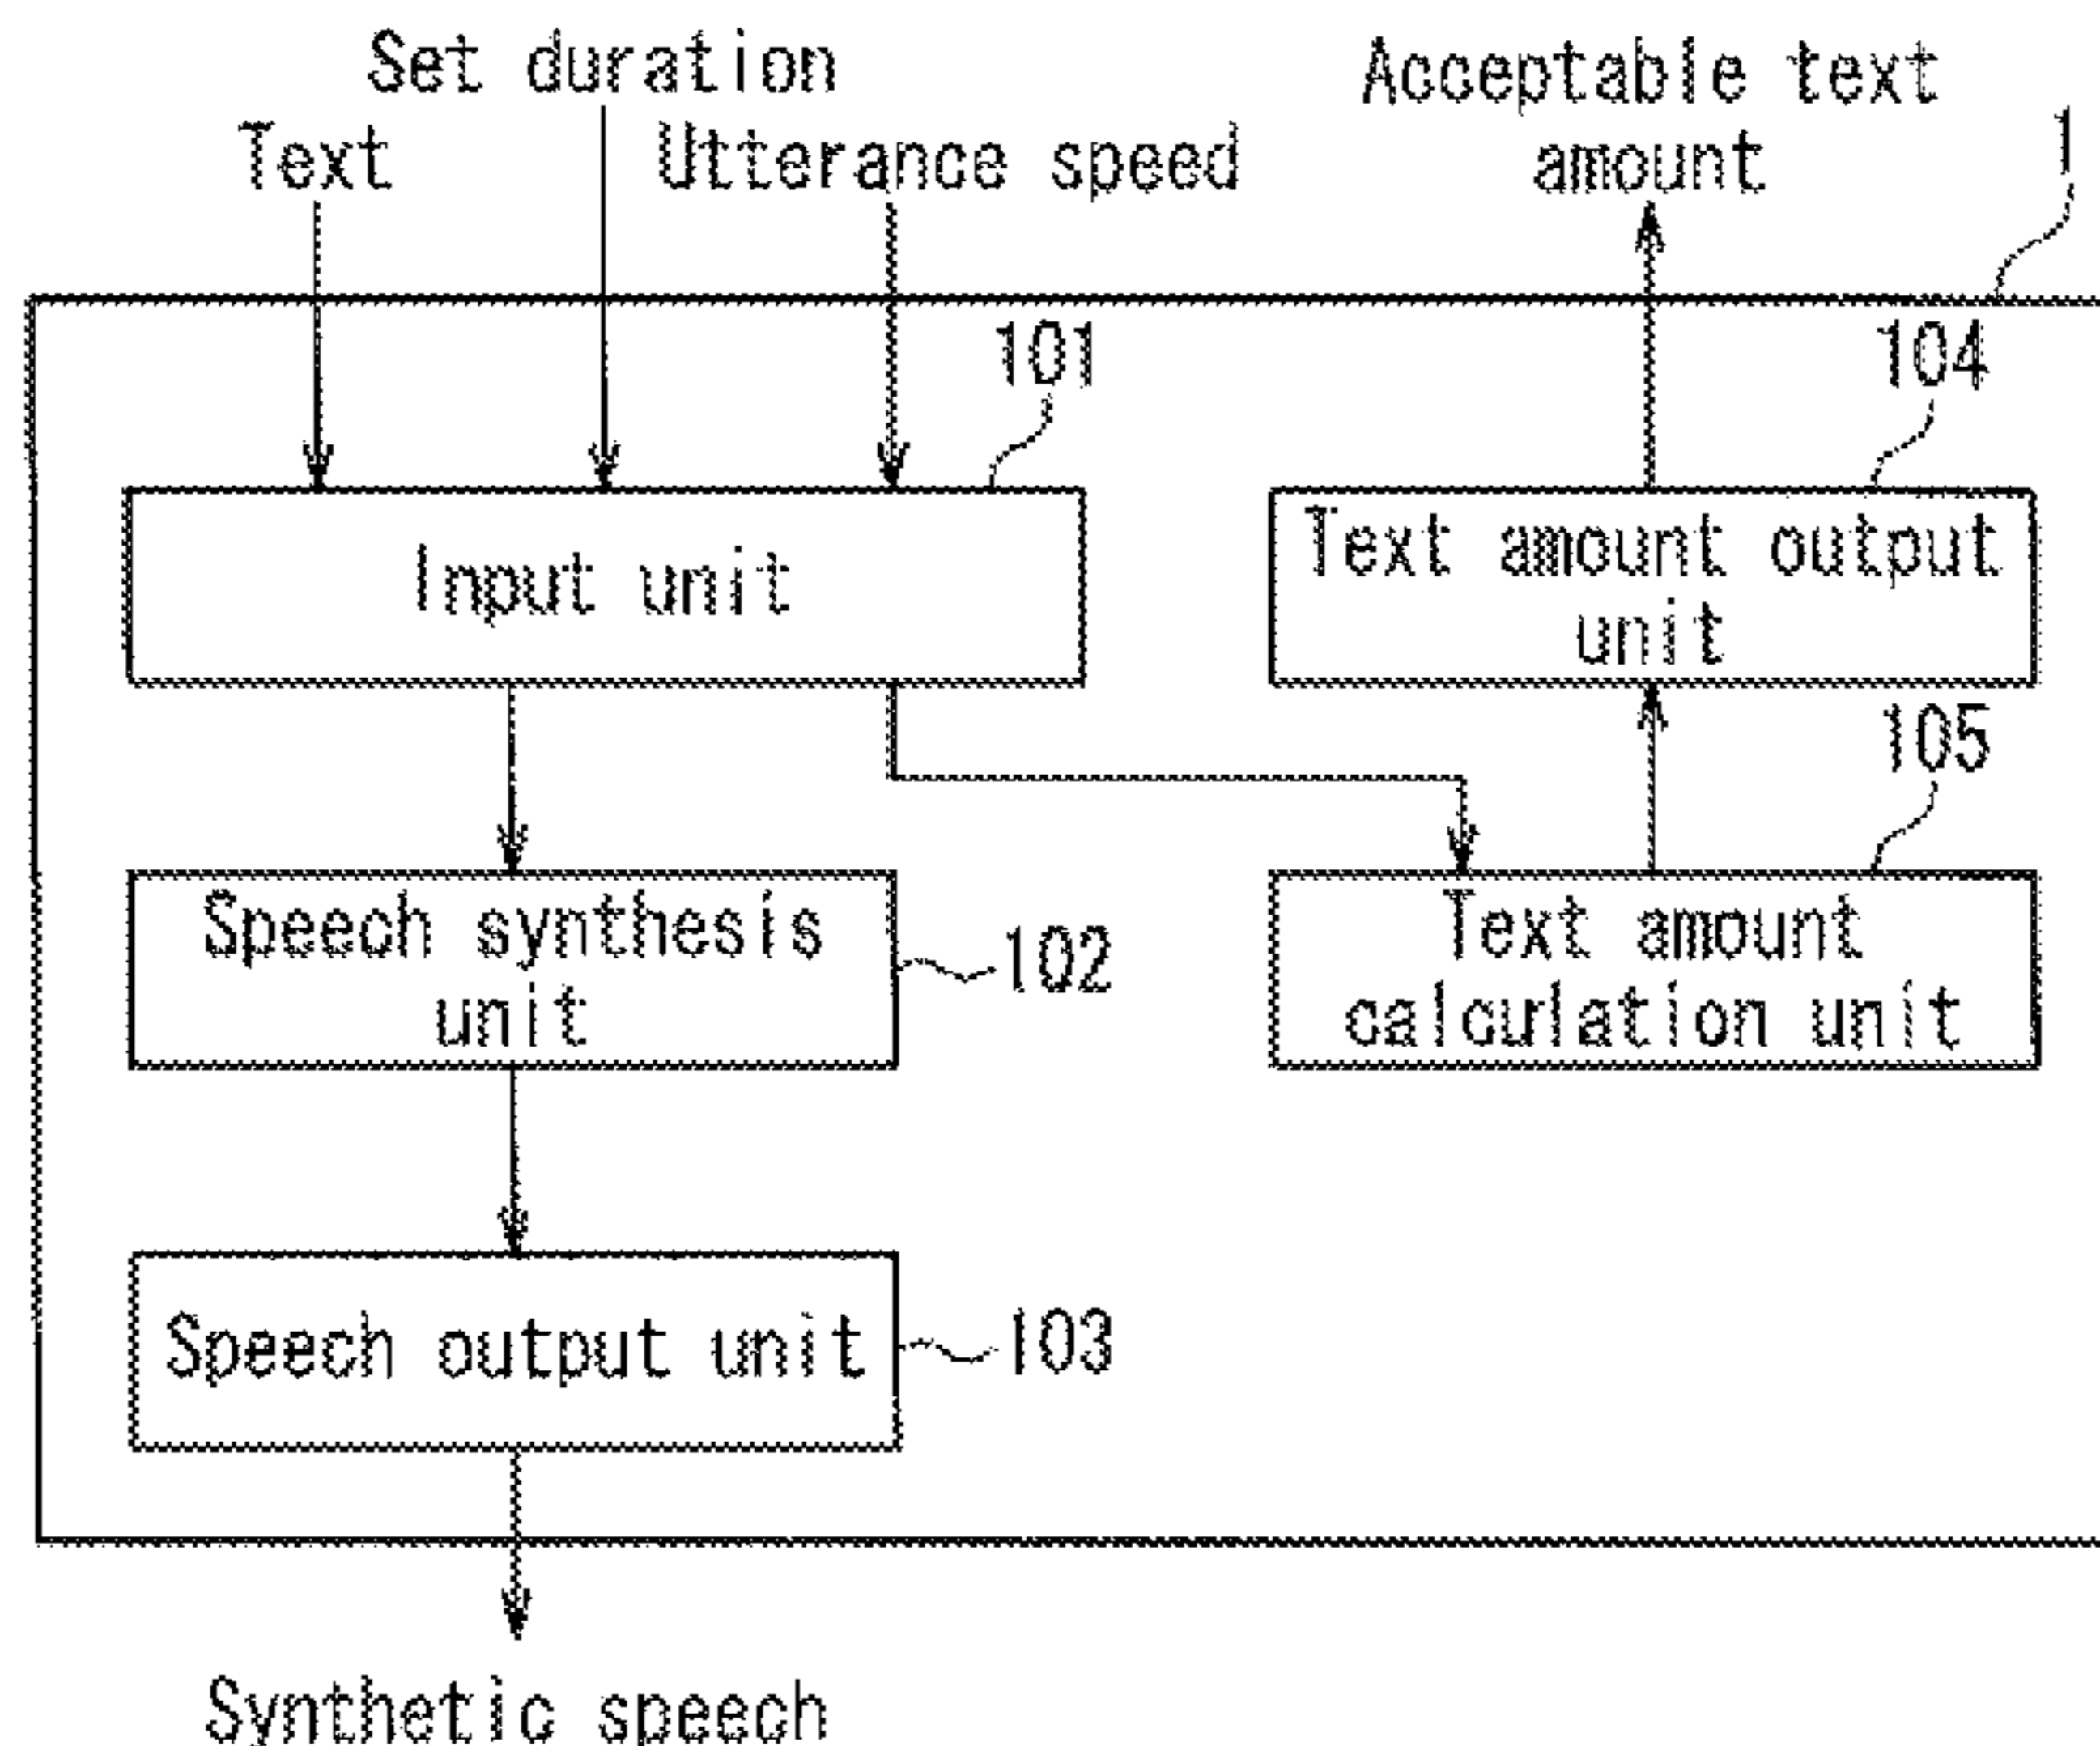 Set duration
Text
Utterance speed
Acceptable text
amount
1
101
104
Input unit
Text amount output
unit
105
Speech synthesis
unit
102
Text amount
calculation unit
Speech output unit
103
Synthetic speech